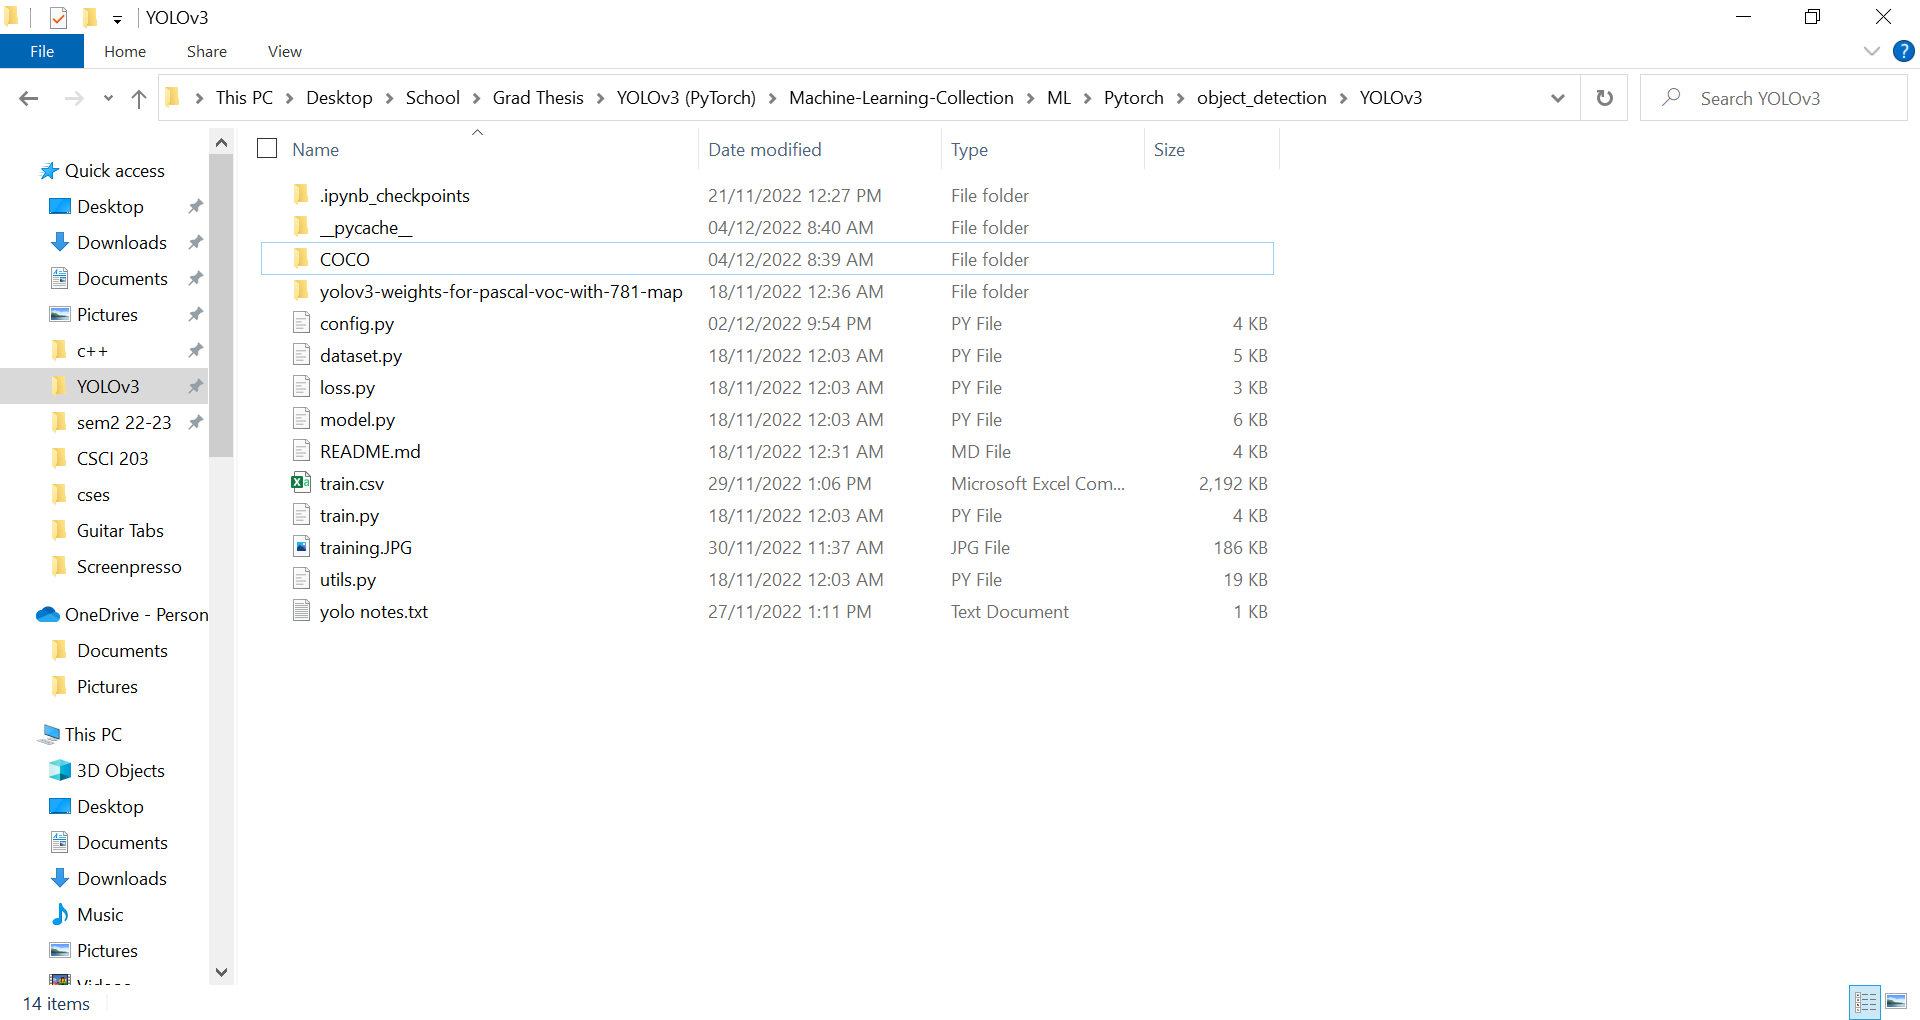 YOLOv3
File Home Share View
This PC Desktop School Grad Thesis YOLOv3 (PyTorch) Machine-Learning-Collection ML Pytorch object_detection YOLOv3 Search YOLOv3
Name Date modified Type Size
Quick access
Desktop
Downloads
Documents
Pictures
c++
YOLOv3
sem2 22-23
CSCI 203
cses
Guitar Tabs
Screenpresso
OneDrive - Person
Documents
Pictures
This PC
3D Objects
Desktop
Documents
Downloads
Music
Pictures
.ipynb_checkpoints 21/11/2022 12:27 PM File folder
__pycache__ 04/12/2022 8:40 AM File folder
COCO 04/12/2022 8:39 AM File folder
yolov3-weights-for-pascal-voc-with-781-map 18/11/2022 12:36 AM File folder
config.py 02/12/2022 9:54 PM PY File 4 KB
dataset.py 18/11/2022 12:03 AM PY File 5 KB
loss.py 18/11/2022 12:03 AM PY File 3 KB
model.py 18/11/2022 12:03 AM PY File 6 KB
README.md 18/11/2022 12:31 AM MD File 4 KB
train.csv 29/11/2022 1:06 PM Microsoft Excel Com... 2,192 KB
train.py 18/11/2022 12:03 AM PY File 4 KB
training.JPG 30/11/2022 11:37 AM JPG File 186 KB
utils.py 18/11/2022 12:03 AM PY File 19 KB
yolo notes.txt 27/11/2022 1:11 PM Text Document 1 KB
14 items